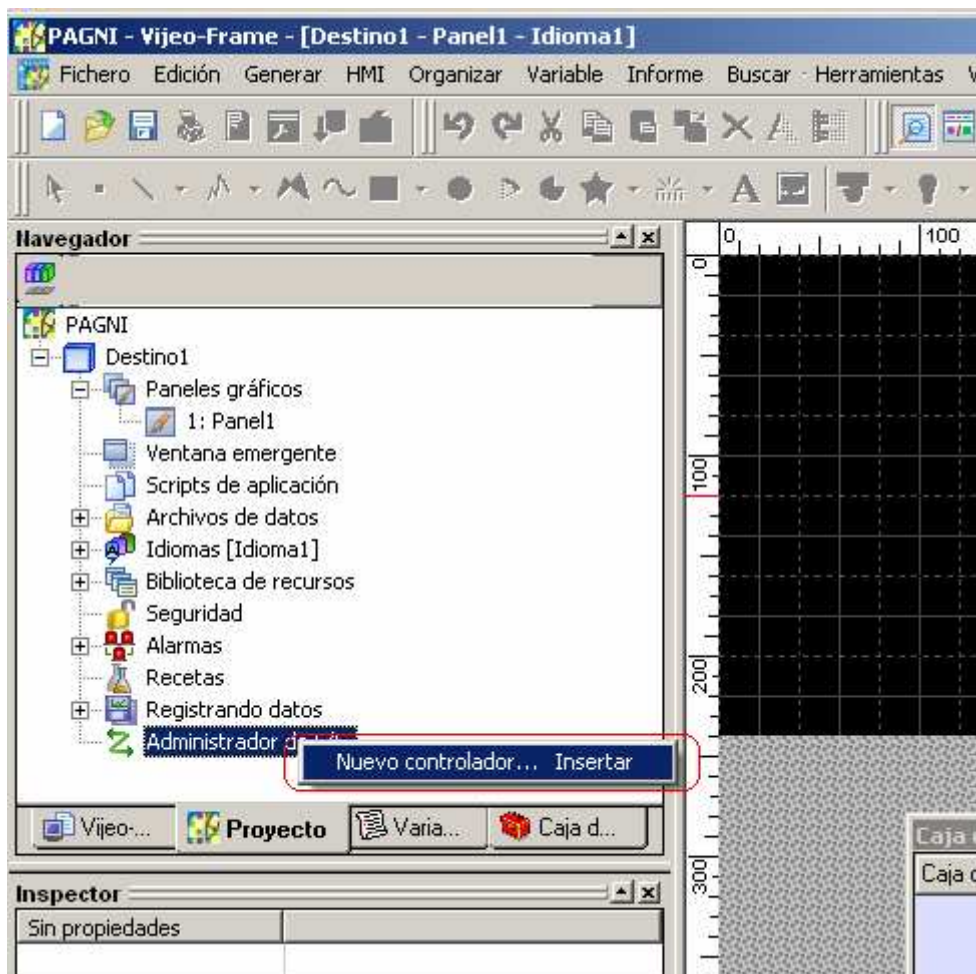 PAGNI - Vijeo-Frame - [Destino1 - Panel1 - Idioma1]
Fichero Edición Generar HMI Organizar Variable Informe Buscar Herramientas
Navegador
0 100
0
PAGNI
Destino1
Paneles gráficos
1: Panel1
Ventana emergente
Scripts de aplicación
100
Archivos de datos
Idiomas [Idioma1]
Biblioteca de recursos
Seguridad
Alarmas
Recetas
200
Registrando datos
Administrador
Nuevo controlador... Insertar
Vijeo-... Proyecto Varia... Caja d...
Caja
Caja
300
Inspector
Sin propiedades